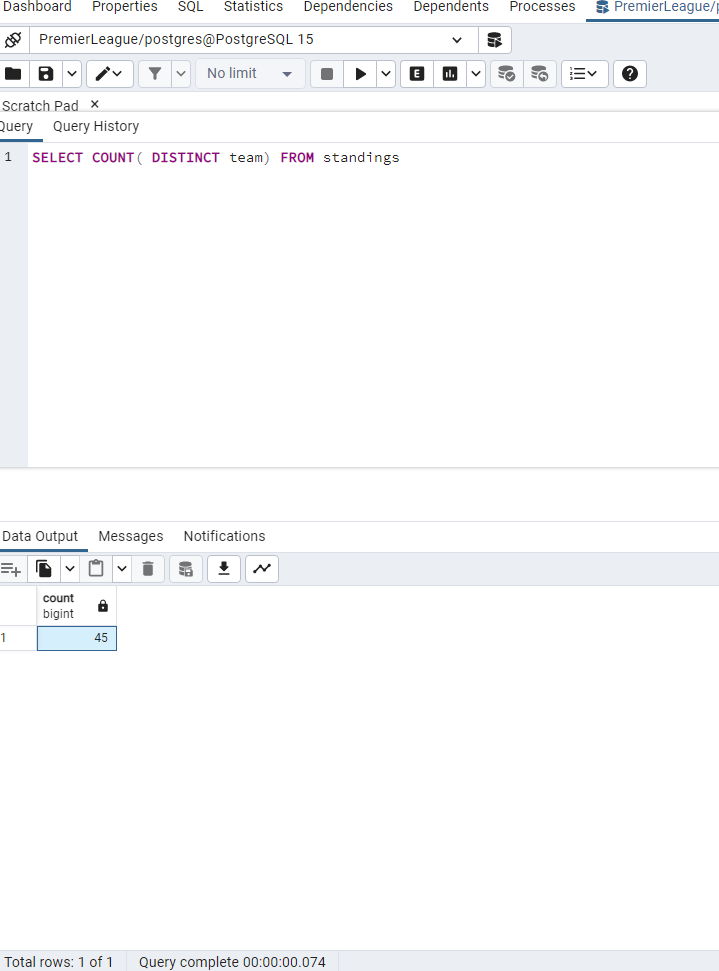 Dashboard Properties SQL Statistics Dependencies Dependents Processes PremierLeague/
PremierLeague/postgres@PostgreSQL 15
No limit E ?
Scratch Pad ×
Query Query History
1 SELECT COUNT( DISTINCT team) FROM standings
Data Output Messages Notifications
count
bigint
1 45
Total rows: 1 of 1 Query complete 00:00:00.074